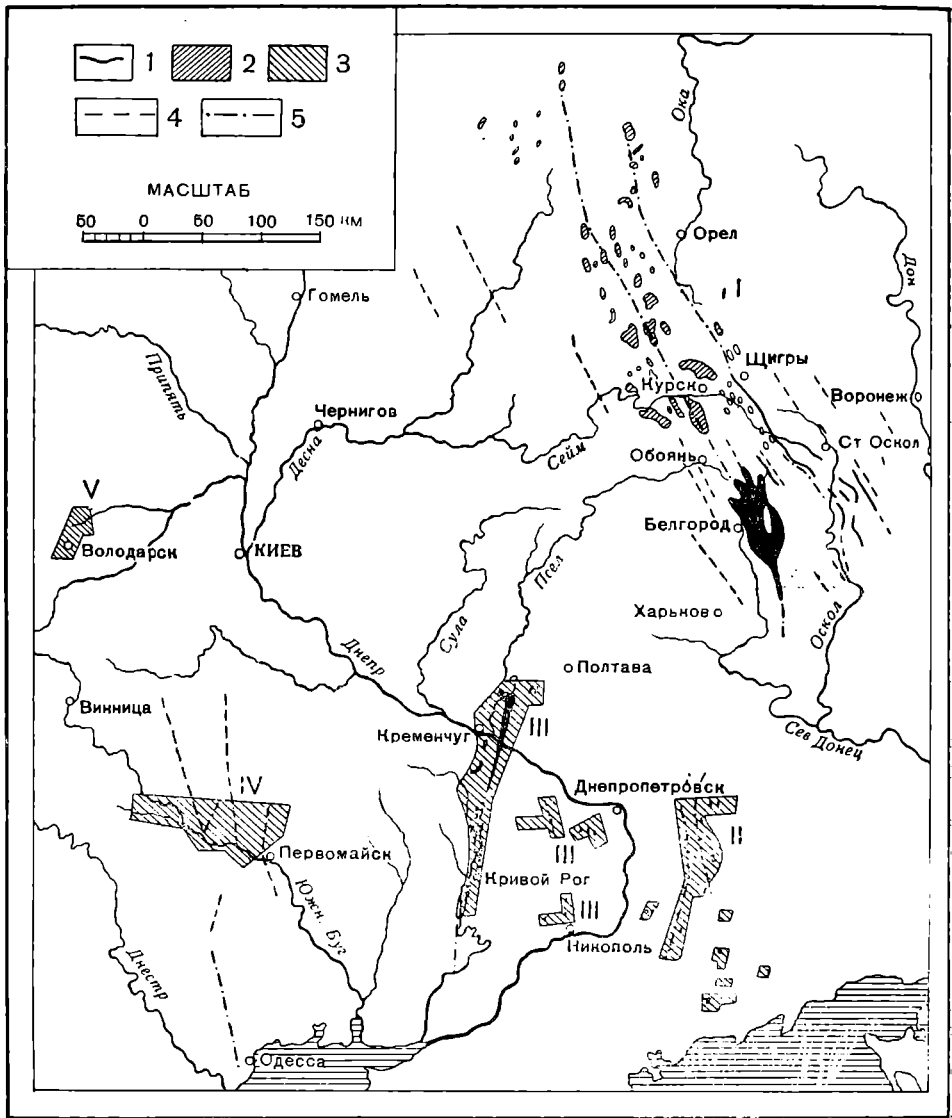 1 2 3
4 5
МАСШТАБ
50 0 50 100 150 км
Ока
Орел
Дон
Гомель
I
Припять
Щигры
Курск
Воронеж
Чернигов
Десна
Сейм
Ст Оскол
Обоянь
V
Белгород
Володарск
КИЕВ
Псел
Харьков
Оскол
Сула
Днепр
Полтава
Винница
III
Кременчуг
Сев Донец
Днепропетровск
IV
II
III
Первомайск
Кривой Рог
III
Южн. Буг
Никополь
Днестр
Одесса